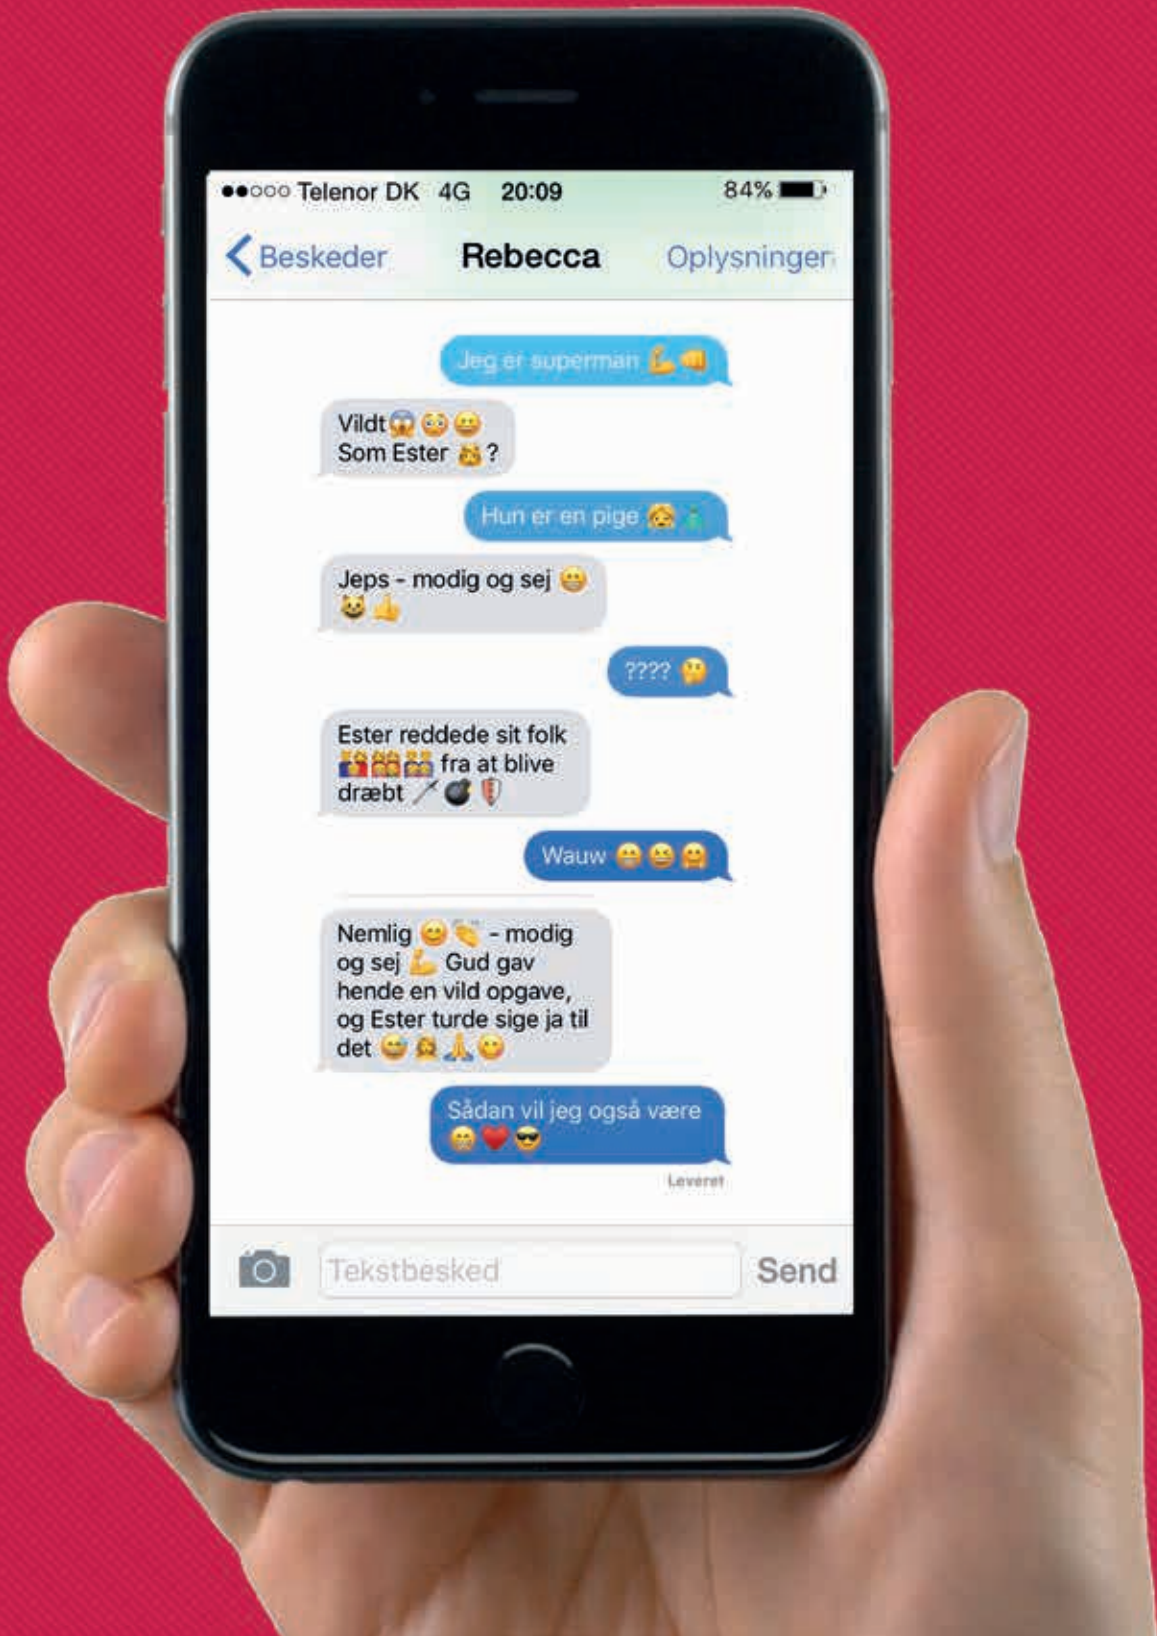 Telenor DK 4G 20:09 84%
Beskeder Rebecca Oplysninger
Jeg er superman 💪👊
Vildt😱😳😀
Som Ester 👸?
Hun er en pige 👧👗
Jeps - modig og sej 😁
😺👍
???? 🤔
Ester reddede sit folk
👨‍👩‍👦👩‍👩‍👧👨‍👨‍👦 fra at blive
dræbt 🗡💣🛡
Wauw 😁😆🤗
Nemlig 😊👏 - modig
og sej 💪 Gud gav
hende en vild opgave,
og Ester turde sige ja til
det 😅🙍🙏😋
Sådan vil jeg også være
😁❤️😎
Leveret
Tekstbesked Send